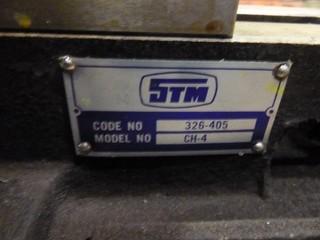 STM
CODE NO 326-405
MODEL NO CH-4